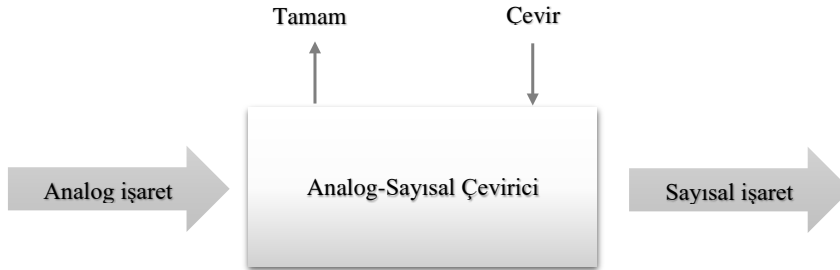 Tamam
Çevir
Analog işaret
Analog-Sayısal Çevirici
Sayısal işaret